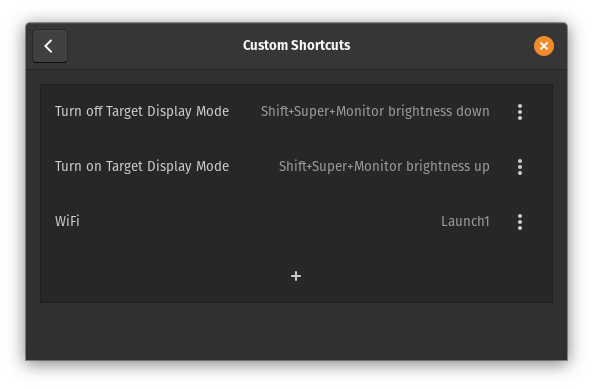 Custom Shortcuts
Turn off Target Display Mode Shift+Super+Monitor brightness down
Turn on Target Display Mode Shift+Super+Monitor brightness up
WiFi Launch1
+